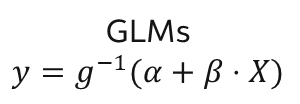 GLMs
y = g⁻¹(α + β · X)